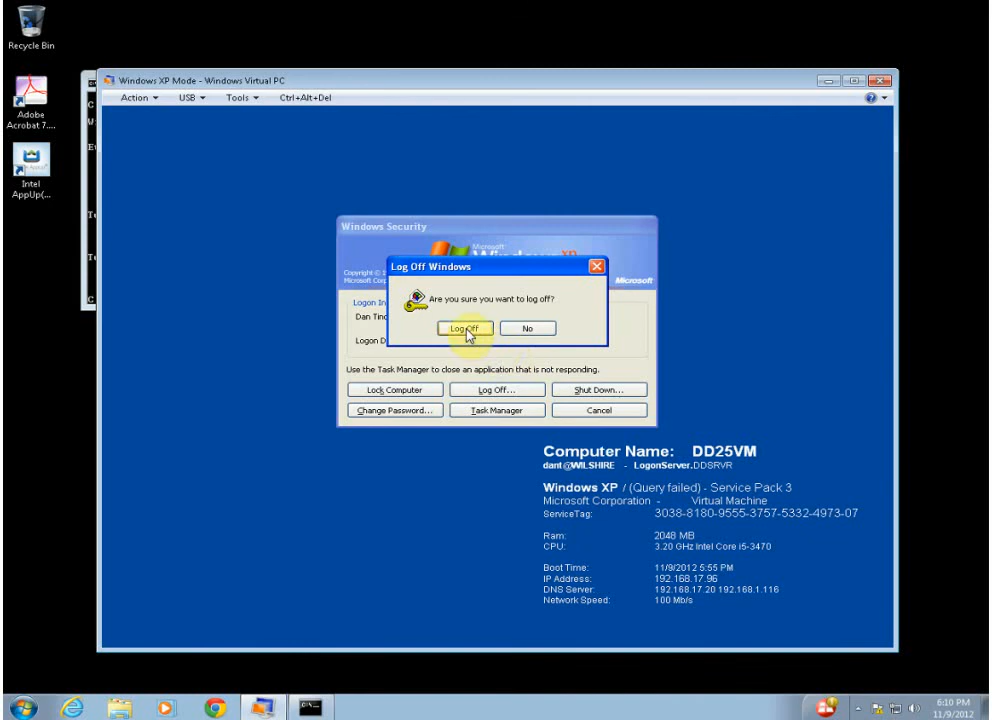 Recycle Bin
Adobe
Acrobat 7....
Intel
AppUp(...
Windows XP Mode - Windows Virtual PC
Action USB Tools Ctrl+Alt+Del
Windows Security
Microsoft
Copyright ©
Microsoft Corp
Microsoft
Log Off Windows
Are you sure you want to log off?
Log Off No
Logon In
Dan Tin
Logon D
Use the Task Manager to close an application that is not responding.
Lock Computer Log Off... Shut Down...
Change Password... Task Manager Cancel
Computer Name: DD25VM
dant@WILSHIRE - LogonServer.DDSRVR
Windows XP / (Query failed) - Service Pack 3
Microsoft Corporation - Virtual Machine
ServiceTag: 3038-8180-9555-3757-5332-4973-07
Ram: 2048 MB
CPU: 3.20 GHz Intel Core i5-3470
Boot Time: 11/9/2012 5:55 PM
IP Address: 192.168.17.96
DNS Server: 192.168.17.20 192.168.1.116
Network Speed: 100 Mb/s
6:10 PM
11/9/2012